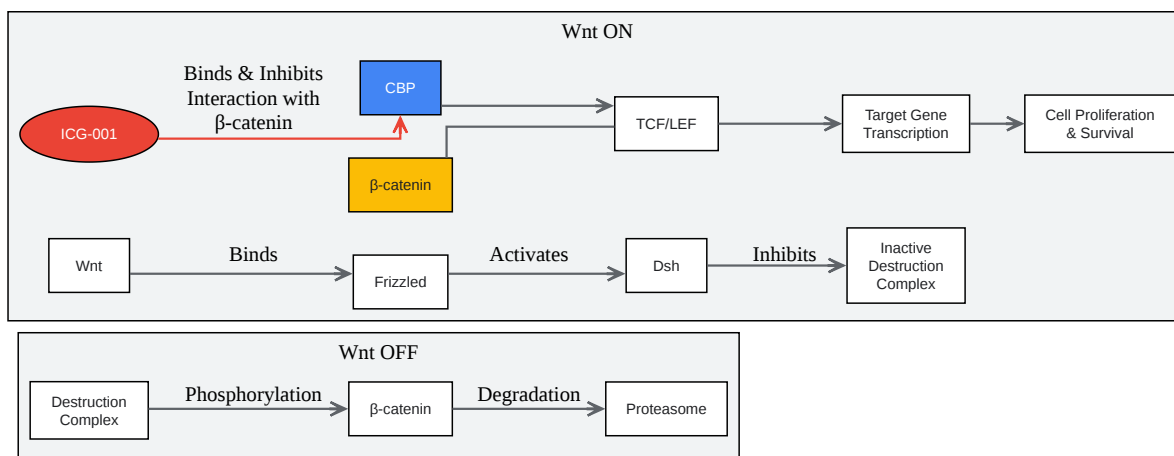 Wnt ON
Binds & Inhibits
Interaction with
β-catenin
ICG-001
CBP
β-catenin
TCF/LEF
Target Gene
Transcription
Cell Proliferation
& Survival
Wnt
Binds
Frizzled
Activates
Dsh
Inhibits
Inactive
Destruction
Complex
Wnt OFF
Destruction
Complex
Phosphorylation
β-catenin
Degradation
Proteasome